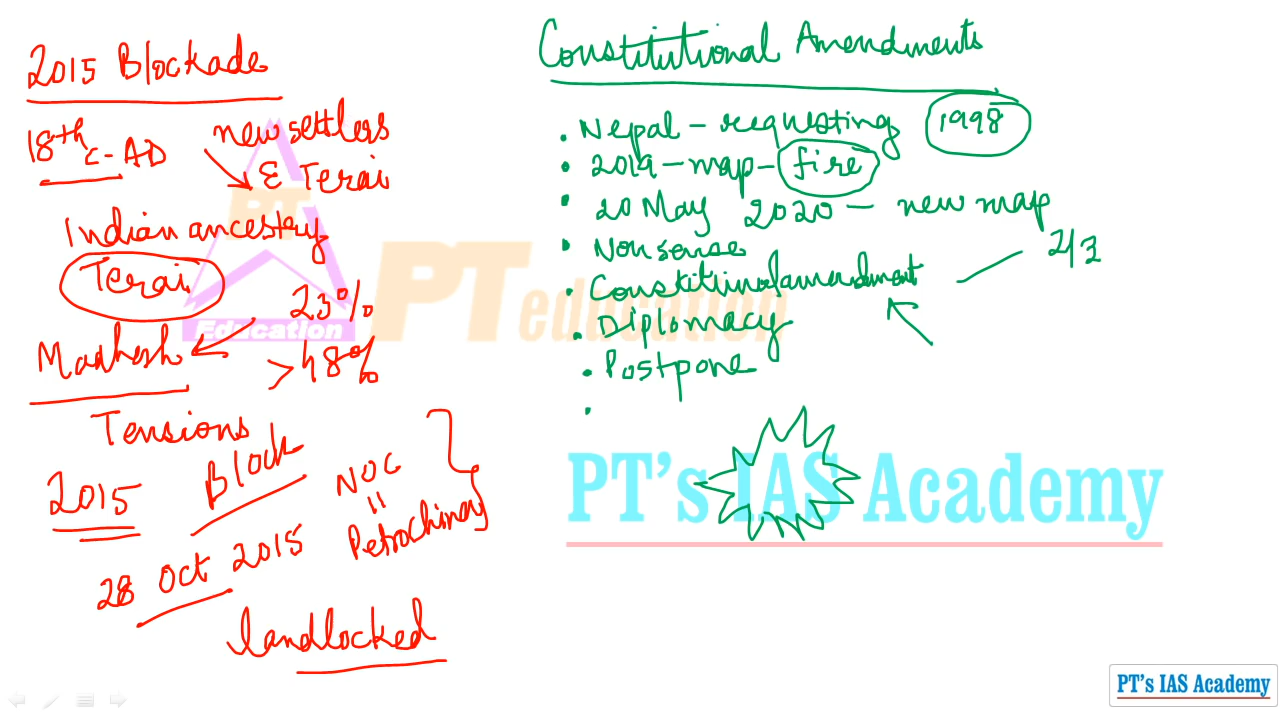 2015 Blockade
18th C-AD
new settlers
E Terai
Indian ancestry
Terai
23%
Madhesh
>48%
Tensions
2015
Block
NOC
"
Petrochina
28 Oct 2015
landlocked
Constitutional Amendments
. Nepal - requesting 1998
. 2019 - map - fire
. 20 May 2020 - new map
. Nonsense
. Constitutional amendment 2/3
. Diplomacy
. Postpone
.
PT
Education
PT education
PT's IAS Academy
PT's IAS Academy